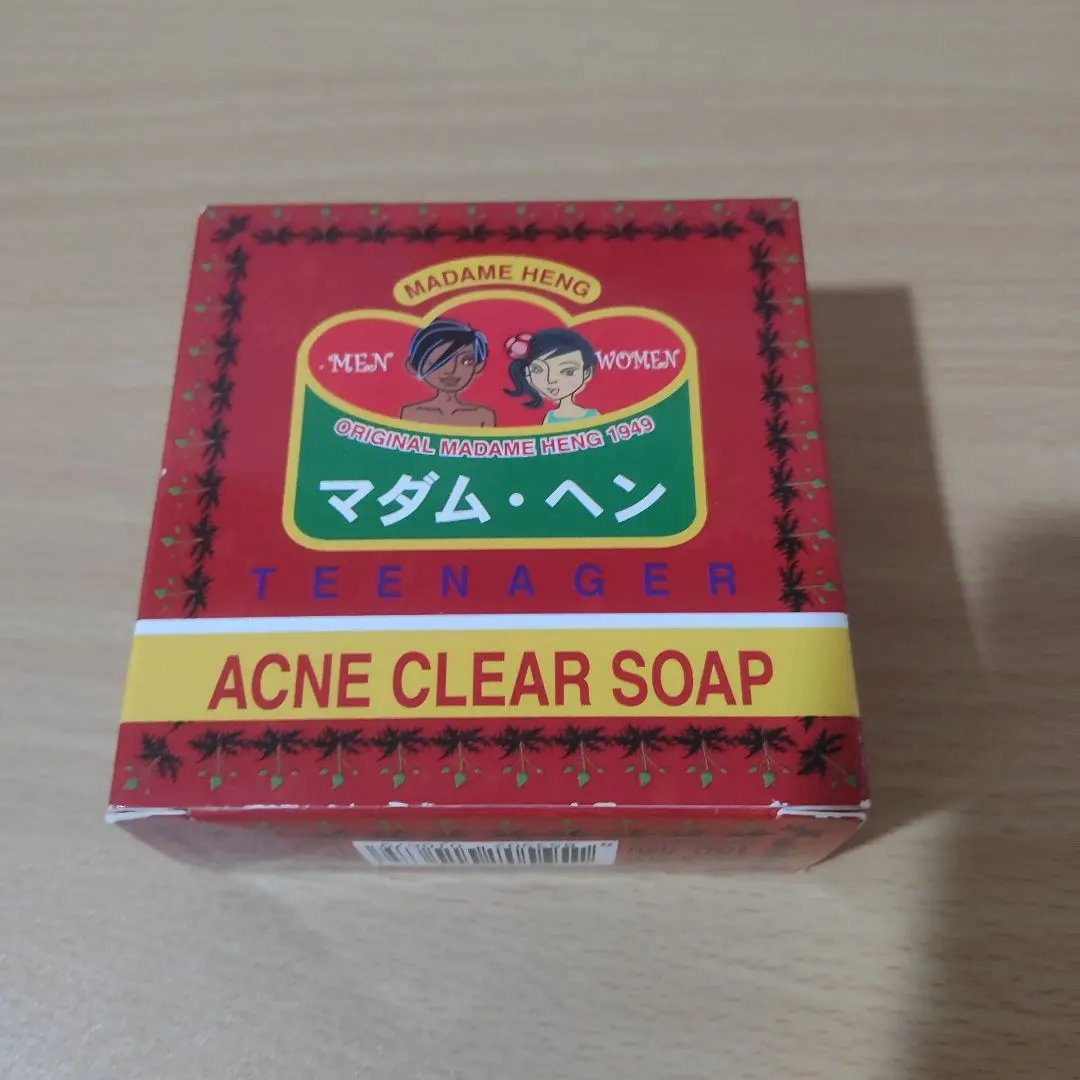 MADAME HENG
MEN
WOMEN
ORIGINAL MADAME HENG 1949
マダム・ヘン
TEENAGER
ACNE CLEAR SOAP